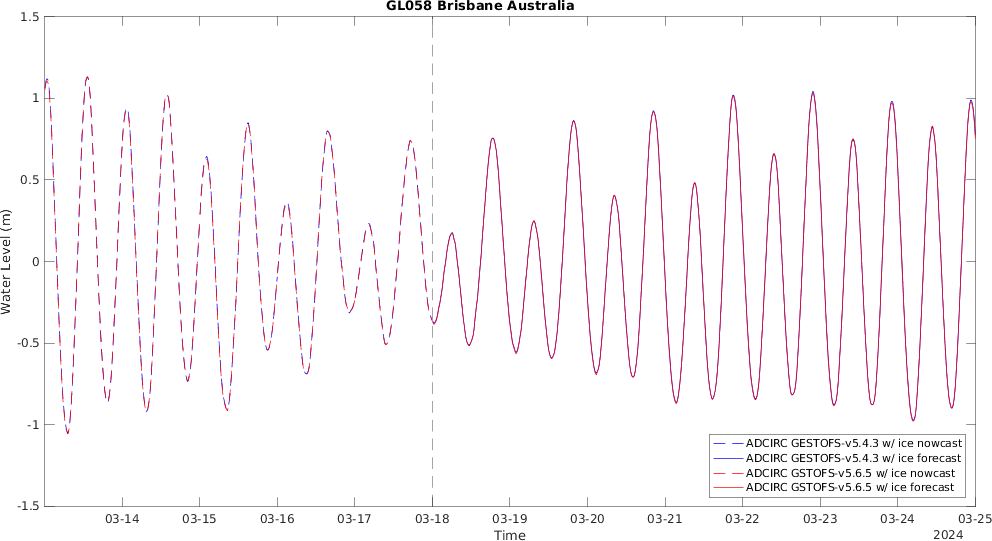 GL058 Brisbane Australia
1.5
1
0.5
0
-0.5
-1
-1.5
Water Level (m)
03-14 03-15 03-16 03-17 03-18 03-19 03-20 03-21 03-22 03-23 03-24 03-25
Time
2024
ADCIRC GESTOFS-v5.4.3 w/ ice nowcast
ADCIRC GESTOFS-v5.4.3 w/ ice forecast
ADCIRC GSTOFS-v5.6.5 w/ ice nowcast
ADCIRC GSTOFS-v5.6.5 w/ ice forecast